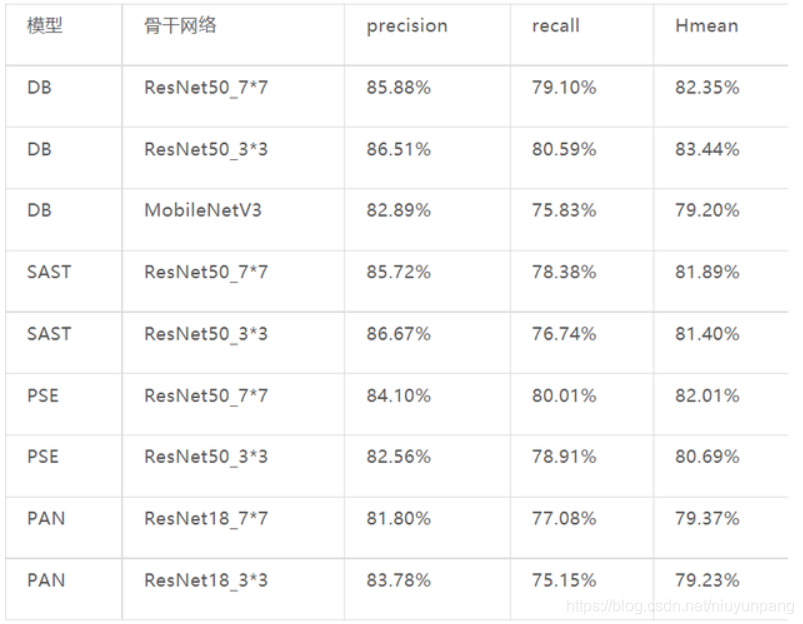 模型 骨干网络 precision recall Hmean
DB ResNet50_7*7 85.88% 79.10% 82.35%
DB ResNet50_3*3 86.51% 80.59% 83.44%
DB MobileNetV3 82.89% 75.83% 79.20%
SAST ResNet50_7*7 85.72% 78.38% 81.89%
SAST ResNet50_3*3 86.67% 76.74% 81.40%
PSE ResNet50_7*7 84.10% 80.01% 82.01%
PSE ResNet50_3*3 82.56% 78.91% 80.69%
PAN ResNet18_7*7 81.80% 77.08% 79.37%
PAN ResNet18_3*3 83.78% 75.15% 79.23%
https://blog.csdn.net/niuyunpang